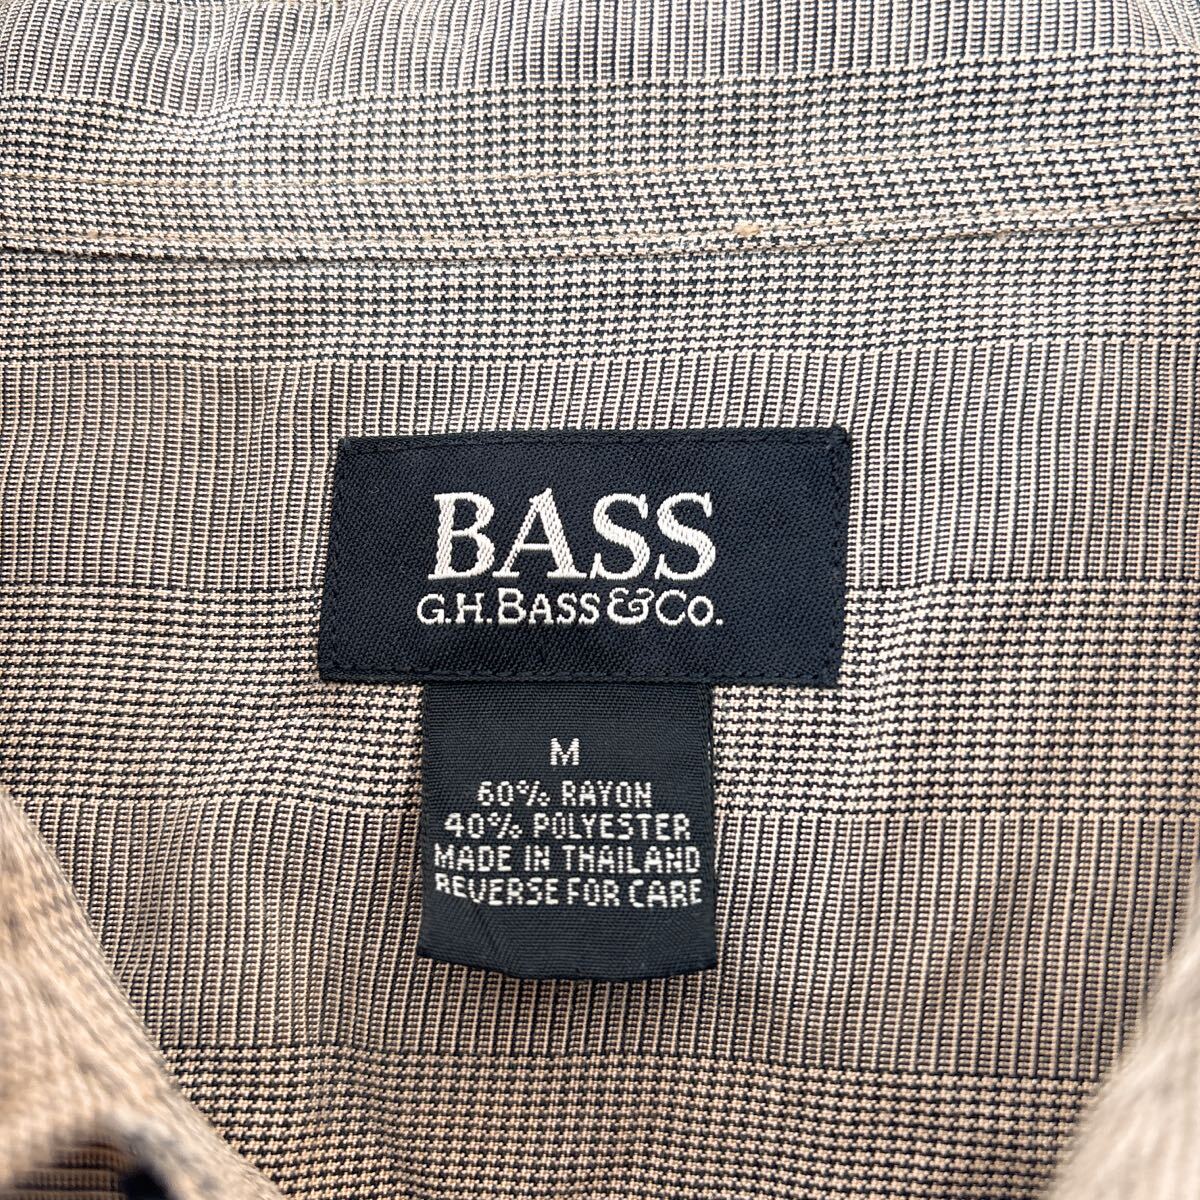 BASS
G.H.BASS&CO.
M
60% RAYON
40% POLYESTER
MADE IN THAILAND
REVERSE FOR CARE